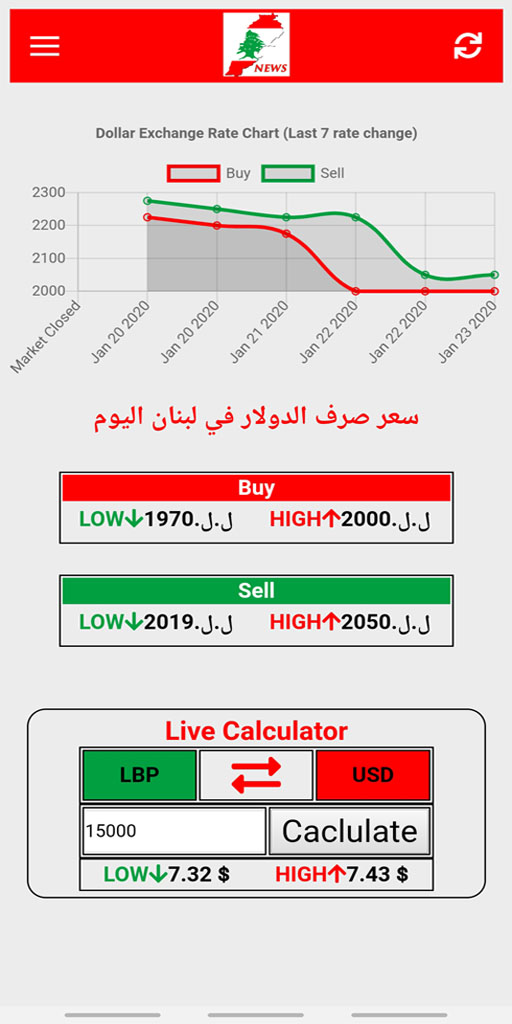 NEWS
Dollar Exchange Rate Chart (Last 7 rate change)
Buy Sell
2300
2200
2100
2000
Market Closed
Jan 20 2020
Jan 20 2020
Jan 21 2020
Jan 22 2020
Jan 22 2020
Jan 23 2020
سعر صرف الدولار في لبنان اليوم
Buy
LOW↓1970.ل.ل HIGH↑2000.ل.ل
Sell
LOW↓2019.ل.ل HIGH↑2050.ل.ل
Live Calculator
LBP USD
15000 Caclulate
LOW↓7.32 $ HIGH↑7.43 $